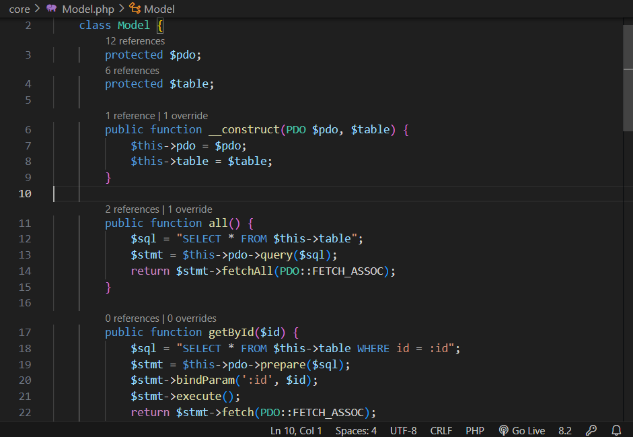 core > Model.php > Model
2 class Model {
12 references
3 protected $pdo;
6 references
4 protected $table;
5
1 reference | 1 override
6 public function __construct(PDO $pdo, $table) {
7 $this->pdo = $pdo;
8 $this->table = $table;
9 }
10
2 references | 1 override
11 public function all() {
12 $sql = "SELECT * FROM $this->table";
13 $stmt = $this->pdo->query($sql);
14 return $stmt->fetchAll(PDO::FETCH_ASSOC);
15 }
16
0 references | 0 overrides
17 public function getById($id) {
18 $sql = "SELECT * FROM $this->table WHERE id = :id";
19 $stmt = $this->pdo->prepare($sql);
20 $stmt->bindParam(':id', $id);
21 $stmt->execute();
22 return $stmt->fetch(PDO::FETCH_ASSOC);
Ln 10, Col 1 Spaces: 4 UTF-8 CRLF PHP Go Live 8.2